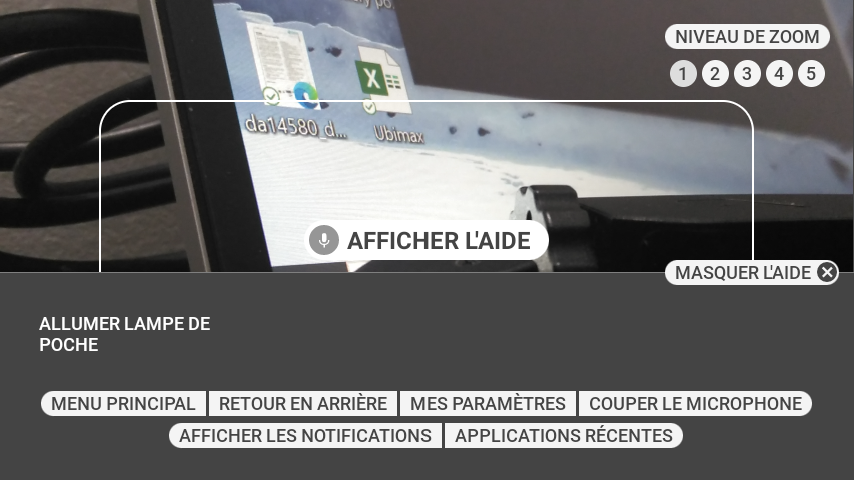 NIVEAU DE ZOOM
1 2 3 4 5
da14580_d...
Ubimax
AFFICHER L'AIDE
MASQUER L'AIDE
ALLUMER LAMPE DE
POCHE
MENU PRINCIPAL RETOUR EN ARRIÈRE MES PARAMÈTRES COUPER LE MICROPHONE
AFFICHER LES NOTIFICATIONS APPLICATIONS RÉCENTES